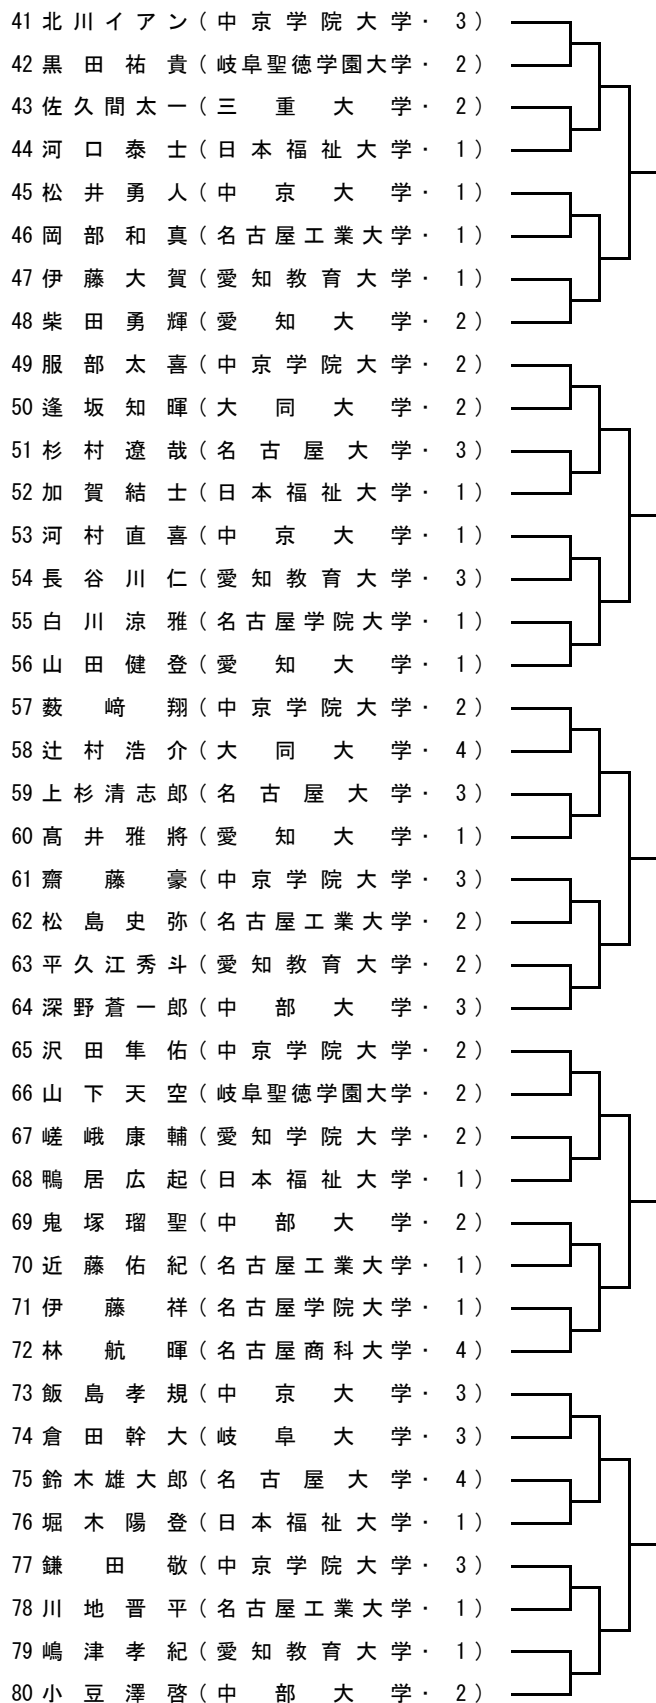 41 北川イアン(中京学院大学・ 3)
42 黒田祐貴(岐阜聖徳学園大学・ 2)
43 佐久間太一(三重大学・ 2)
44 河口泰士(日本福祉大学・ 1)
45 松井勇人(中京大学・ 1)
46 岡部和真(名古屋工業大学・ 1)
47 伊藤大賀(愛知教育大学・ 1)
48 柴田勇輝(愛知大学・ 2)
49 服部太喜(中京学院大学・ 2)
50 逢坂知暉(大同大学・ 2)
51 杉村遼哉(名古屋大学・ 3)
52 加賀結士(日本福祉大学・ 1)
53 河村直喜(中京大学・ 1)
54 長谷川仁(愛知教育大学・ 3)
55 白川涼雅(名古屋学院大学・ 1)
56 山田健登(愛知大学・ 1)
57 薮﨑翔(中京学院大学・ 2)
58 辻村浩介(大同大学・ 4)
59 上杉清志郎(名古屋大学・ 3)
60 髙井雅將(愛知大学・ 1)
61 齋藤豪(中京学院大学・ 3)
62 松島史弥(名古屋工業大学・ 2)
63 平久江秀斗(愛知教育大学・ 2)
64 深野蒼一郎(中部大学・ 3)
65 沢田隼佑(中京学院大学・ 2)
66 山下天空(岐阜聖徳学園大学・ 2)
67 嵯峨康輔(愛知学院大学・ 2)
68 鴨居広起(日本福祉大学・ 1)
69 鬼塚瑠聖(中部大学・ 2)
70 近藤佑紀(名古屋工業大学・ 1)
71 伊藤祥(名古屋学院大学・ 1)
72 林航暉(名古屋商科大学・ 4)
73 飯島孝規(中京大学・ 3)
74 倉田幹大(岐阜大学・ 3)
75 鈴木雄大郎(名古屋大学・ 4)
76 堀木陽登(日本福祉大学・ 1)
77 鎌田敬(中京学院大学・ 3)
78 川地晋平(名古屋工業大学・ 1)
79 嶋津孝紀(愛知教育大学・ 1)
80 小豆澤啓(中部大学・ 2)